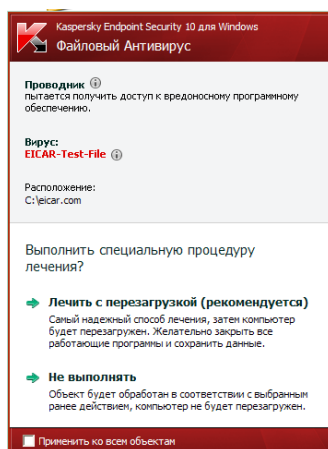 Kaspersky Endpoint Security 10 для Windows
Файловый Антивирус
Проводник
пытается получить доступ к вредоносному программному
обеспечению.
Вирус:
EICAR-Test-File
Расположение:
C:\eicar.com
Выполнить специальную процедуру
лечения?
Лечить с перезагрузкой (рекомендуется)
Самый надежный способ лечения, затем компьютер
будет перезагружен. Желательно закрыть все
работающие программы и сохранить данные.
Не выполнять
Объект будет обработан в соответствии с выбранным
ранее действием, компьютер не будет перезагружен.
Применить ко всем объектам